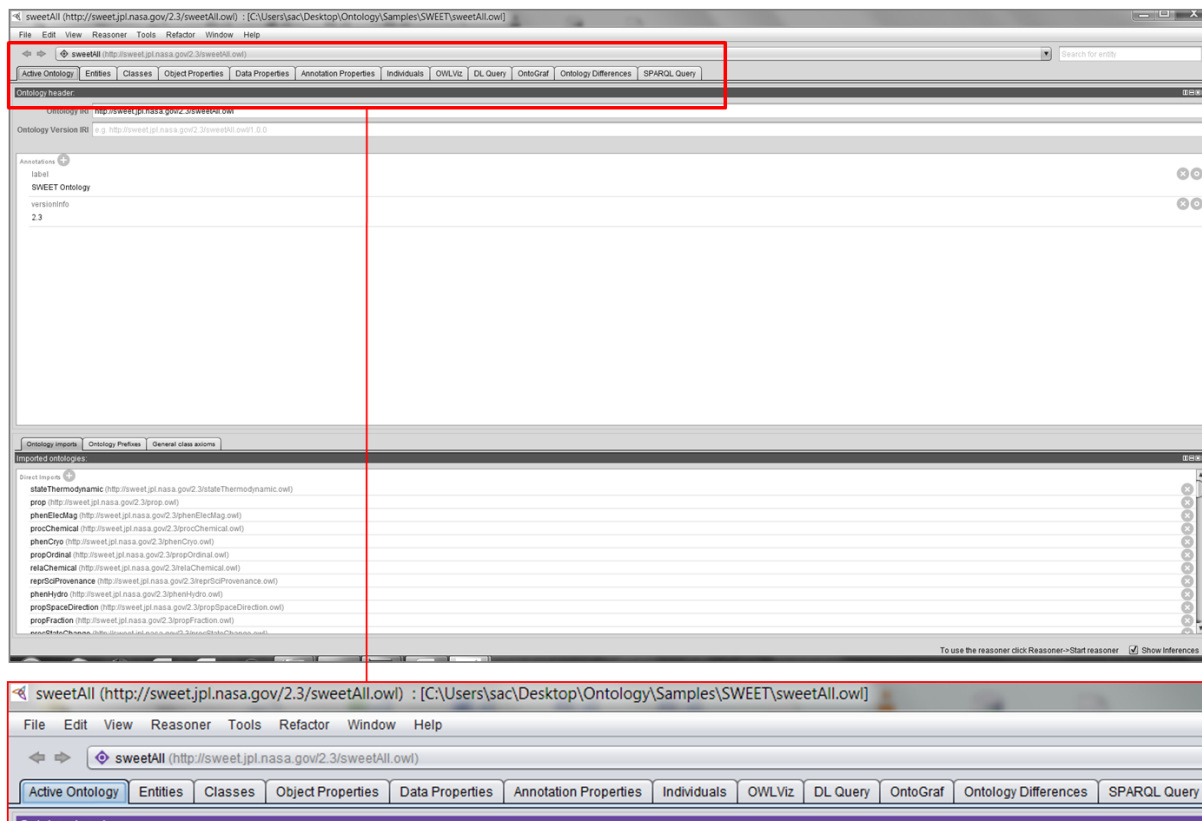 sweetAll (http://sweet.jpl.nasa.gov/2.3/sweetAll.owl) : [C:\Users\sac\Desktop\Ontology\Samples\SWEET\sweetAll.owl]
File Edit View Reasoner Tools Refactor Window Help
sweetAll (http://sweet.jpl.nasa.gov/2.3/sweetAll.owl) Search for entity
Active Ontology Entities Classes Object Properties Data Properties Annotation Properties Individuals OWLViz DL Query OntoGraf Ontology Differences SPARQL Query
Ontology header:
Ontology IRI http://sweet.jpl.nasa.gov/2.3/sweetAll.owl
Ontology Version IRI e.g. http://sweet.jpl.nasa.gov/2.3/sweetAll.owl/1.0.0
Annotations
label
SWEET Ontology
versionInfo
2.3
Ontology imports Ontology Prefixes General class axioms
Imported ontologies:
Direct Imports
stateThermodynamic (http://sweet.jpl.nasa.gov/2.3/stateThermodynamic.owl)
prop (http://sweet.jpl.nasa.gov/2.3/prop.owl)
phenElecMag (http://sweet.jpl.nasa.gov/2.3/phenElecMag.owl)
procChemical (http://sweet.jpl.nasa.gov/2.3/procChemical.owl)
phenCryo (http://sweet.jpl.nasa.gov/2.3/phenCryo.owl)
propOrdinal (http://sweet.jpl.nasa.gov/2.3/propOrdinal.owl)
relaChemical (http://sweet.jpl.nasa.gov/2.3/relaChemical.owl)
reprSciProvenance (http://sweet.jpl.nasa.gov/2.3/reprSciProvenance.owl)
phenHydro (http://sweet.jpl.nasa.gov/2.3/phenHydro.owl)
propSpaceDirection (http://sweet.jpl.nasa.gov/2.3/propSpaceDirection.owl)
propFraction (http://sweet.jpl.nasa.gov/2.3/propFraction.owl)
procStateChange (http://sweet.jpl.nasa.gov/2.3/procStateChange.owl)
To use the reasoner click Reasoner->Start reasoner Show Inferences
sweetAll (http://sweet.jpl.nasa.gov/2.3/sweetAll.owl) : [C:\Users\sac\Desktop\Ontology\Samples\SWEET\sweetAll.owl]
File Edit View Reasoner Tools Refactor Window Help
sweetAll (http://sweet.jpl.nasa.gov/2.3/sweetAll.owl)
Active Ontology Entities Classes Object Properties Data Properties Annotation Properties Individuals OWLViz DL Query OntoGraf Ontology Differences SPARQL Query